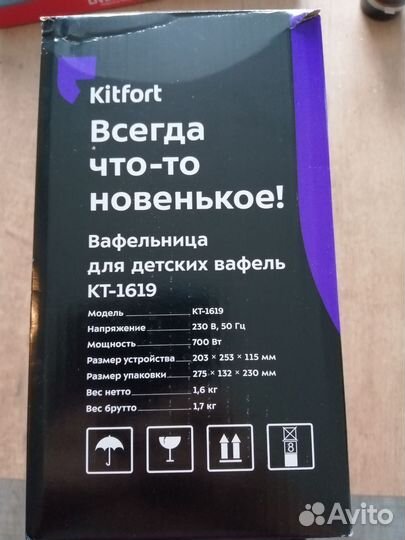 Kitfort
Всегда
что-то
новенькое!
Вафельница
для детских вафель
КТ-1619
Модель КТ-1619
Напряжение 230 В, 50 Гц
Мощность 700 Вт
Размер устройства 203 × 253 × 115 мм
Размер упаковки 275 × 132 × 230 мм
Вес нетто 1,6 кг
Вес брутто 1,7 кг
8
Avito